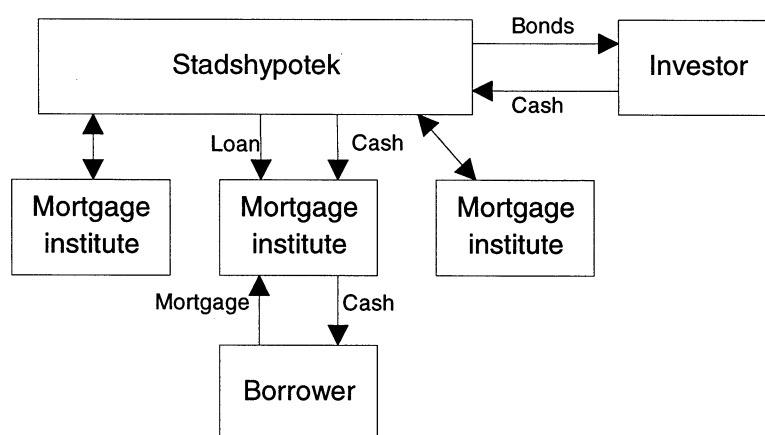 Bonds
Stadshypotek
Investor
Cash
Loan
Cash
Mortgage
institute
Mortgage
institute
Mortgage
institute
Mortgage
Cash
Borrower